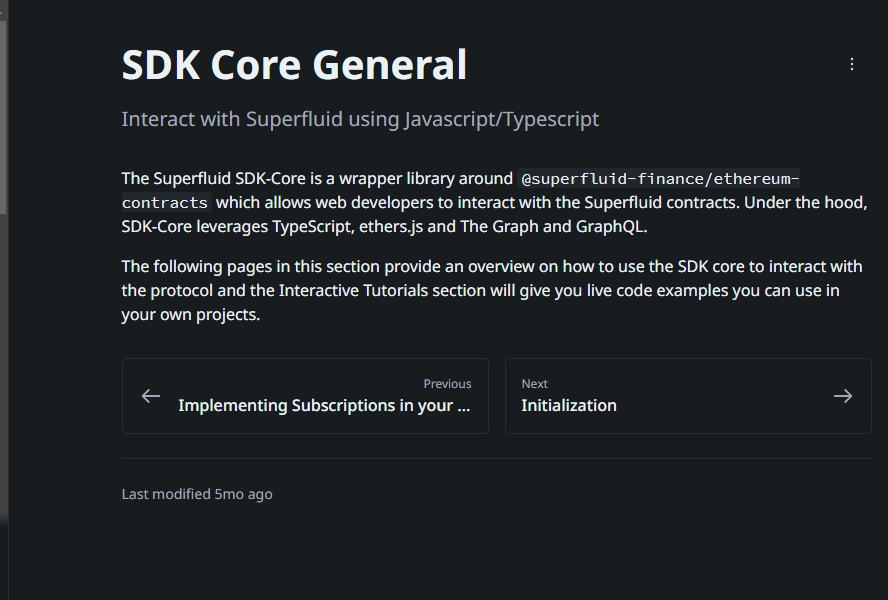 SDK Core General
Interact with Superfluid using Javascript/Typescript
The Superfluid SDK-Core is a wrapper library around @superfluid-finance/ethereum-
contracts which allows web developers to interact with the Superfluid contracts. Under the hood,
SDK-Core leverages TypeScript, ethers.js and The Graph and GraphQL.
The following pages in this section provide an overview on how to use the SDK core to interact with
the protocol and the Interactive Tutorials section will give you live code examples you can use in
your own projects.
Previous
Implementing Subscriptions in your ...
Next
Initialization
Last modified 5mo ago